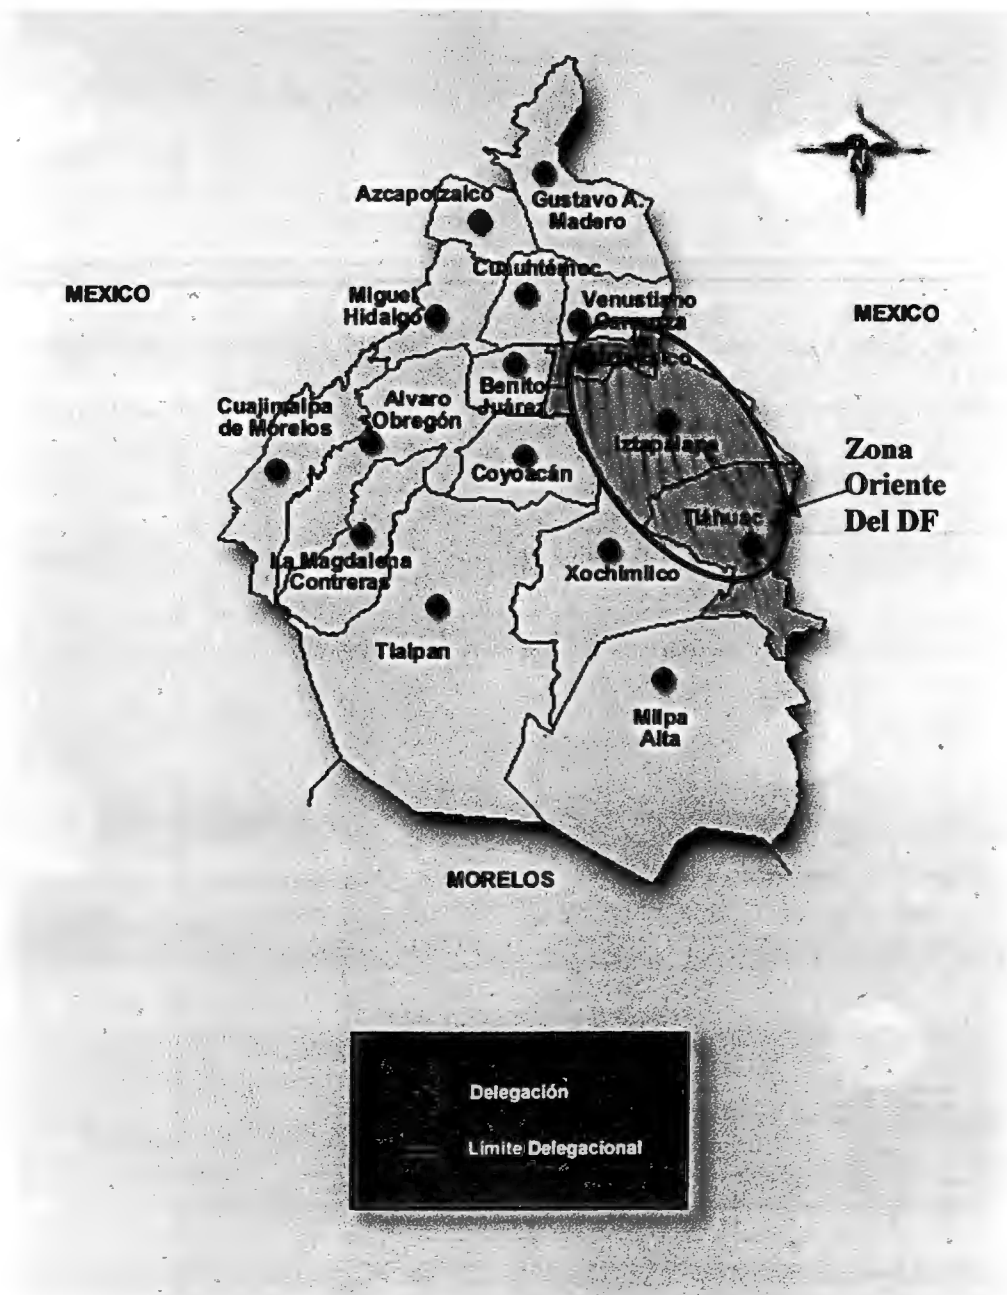 Azcapotzalco
Gustavo A.
Madero
Cuauhtémoc
MEXICO
Miguel
Hidalgo
Venustiano
Carranza
MEXICO
Benito
Juárez
Alvaro
Obregón
Cuajimalpa
de Morelos
Iztapalapa
Coyoacán
Zona
Oriente
Del DF
Tláhuac
La Magdalena
Contreras
Xochimilco
Tlalpan
Milpa
Alta
MORELOS
Delegación
Límite Delegacional